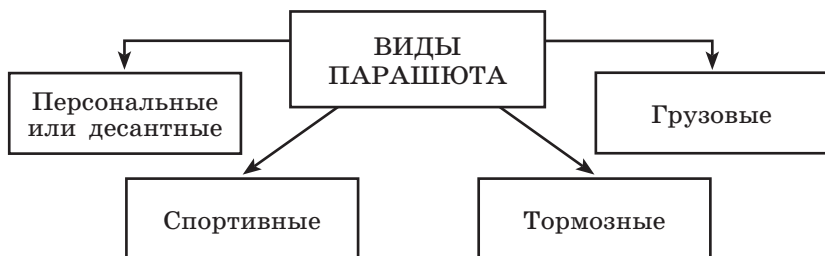 ВИДЫ
ПАРАШЮТА
Персональные
или десантные
Грузовые
Спортивные
Тормозные